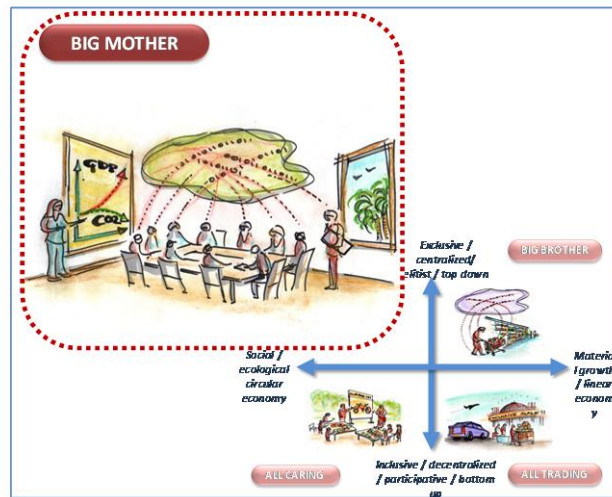 BIG MOTHER
GDP
CO2
Exclusive /
centralized/
elitist / top down
BIG BROTHER
Social /
ecological
circular
economy
Materia
l growth
/ linear
econom
y
ALL CARING
Inclusive / decentralized
/ participative / bottom
up
ALL TRADING